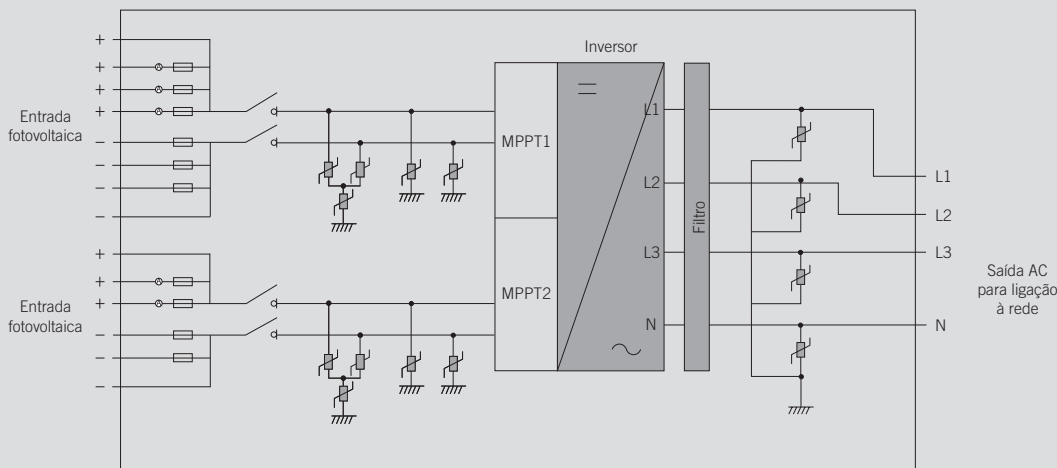 Inversor
+
+
+
+
Entrada
fotovoltaica
−
−
−
−
MPPT1
L1
L2
L3
N
Filtro
L1
L2
L3
N
+
+
+
Entrada
fotovoltaica
−
−
−
MPPT2
Saída AC
para ligação
à rede